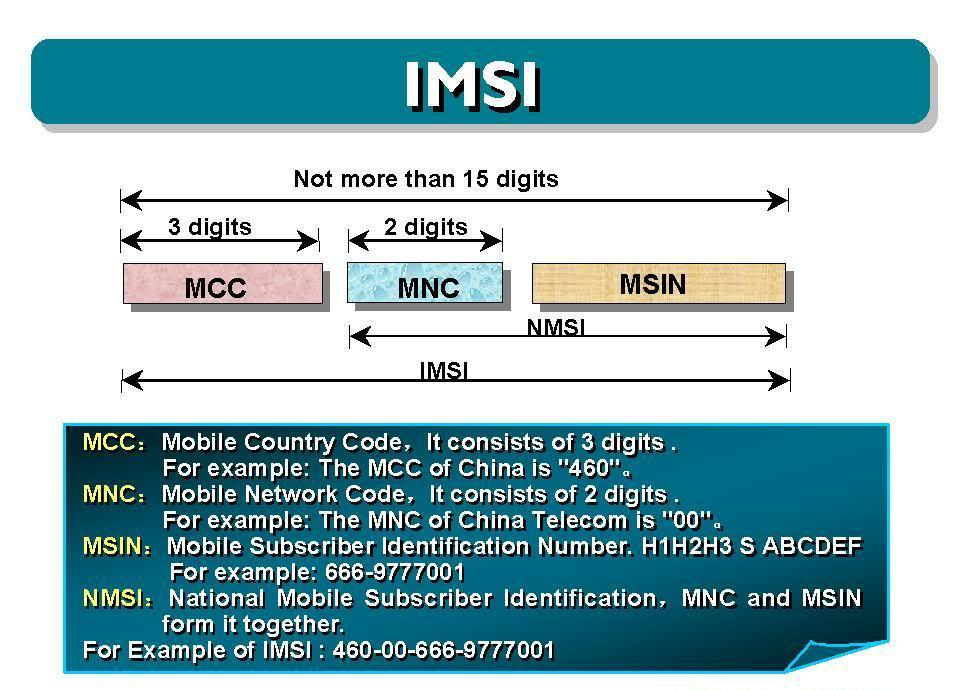 IMSI
Not more than 15 digits
3 digits
2 digits
MCC
MNC
MSIN
NMSI
IMSI
MCC：Mobile Country Code，It consists of 3 digits .
For example: The MCC of China is "460"。
MNC：Mobile Network Code，It consists of 2 digits .
For example: The MNC of China Telecom is "00"。
MSIN：Mobile Subscriber Identification Number. H1H2H3 S ABCDEF
For example: 666-9777001
NMSI：National Mobile Subscriber Identification，MNC and MSIN
form it together.
For Example of IMSI : 460-00-666-9777001